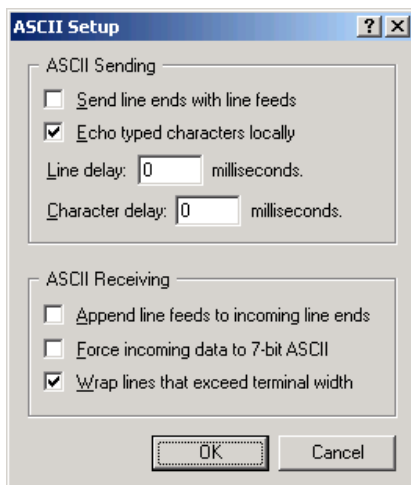 ASCII Setup
ASCII Sending
Send line ends with line feeds
Echo typed characters locally
Line delay: 0 milliseconds.
Character delay: 0 milliseconds.
ASCII Receiving
Append line feeds to incoming line ends
Force incoming data to 7-bit ASCII
Wrap lines that exceed terminal width
OK Cancel